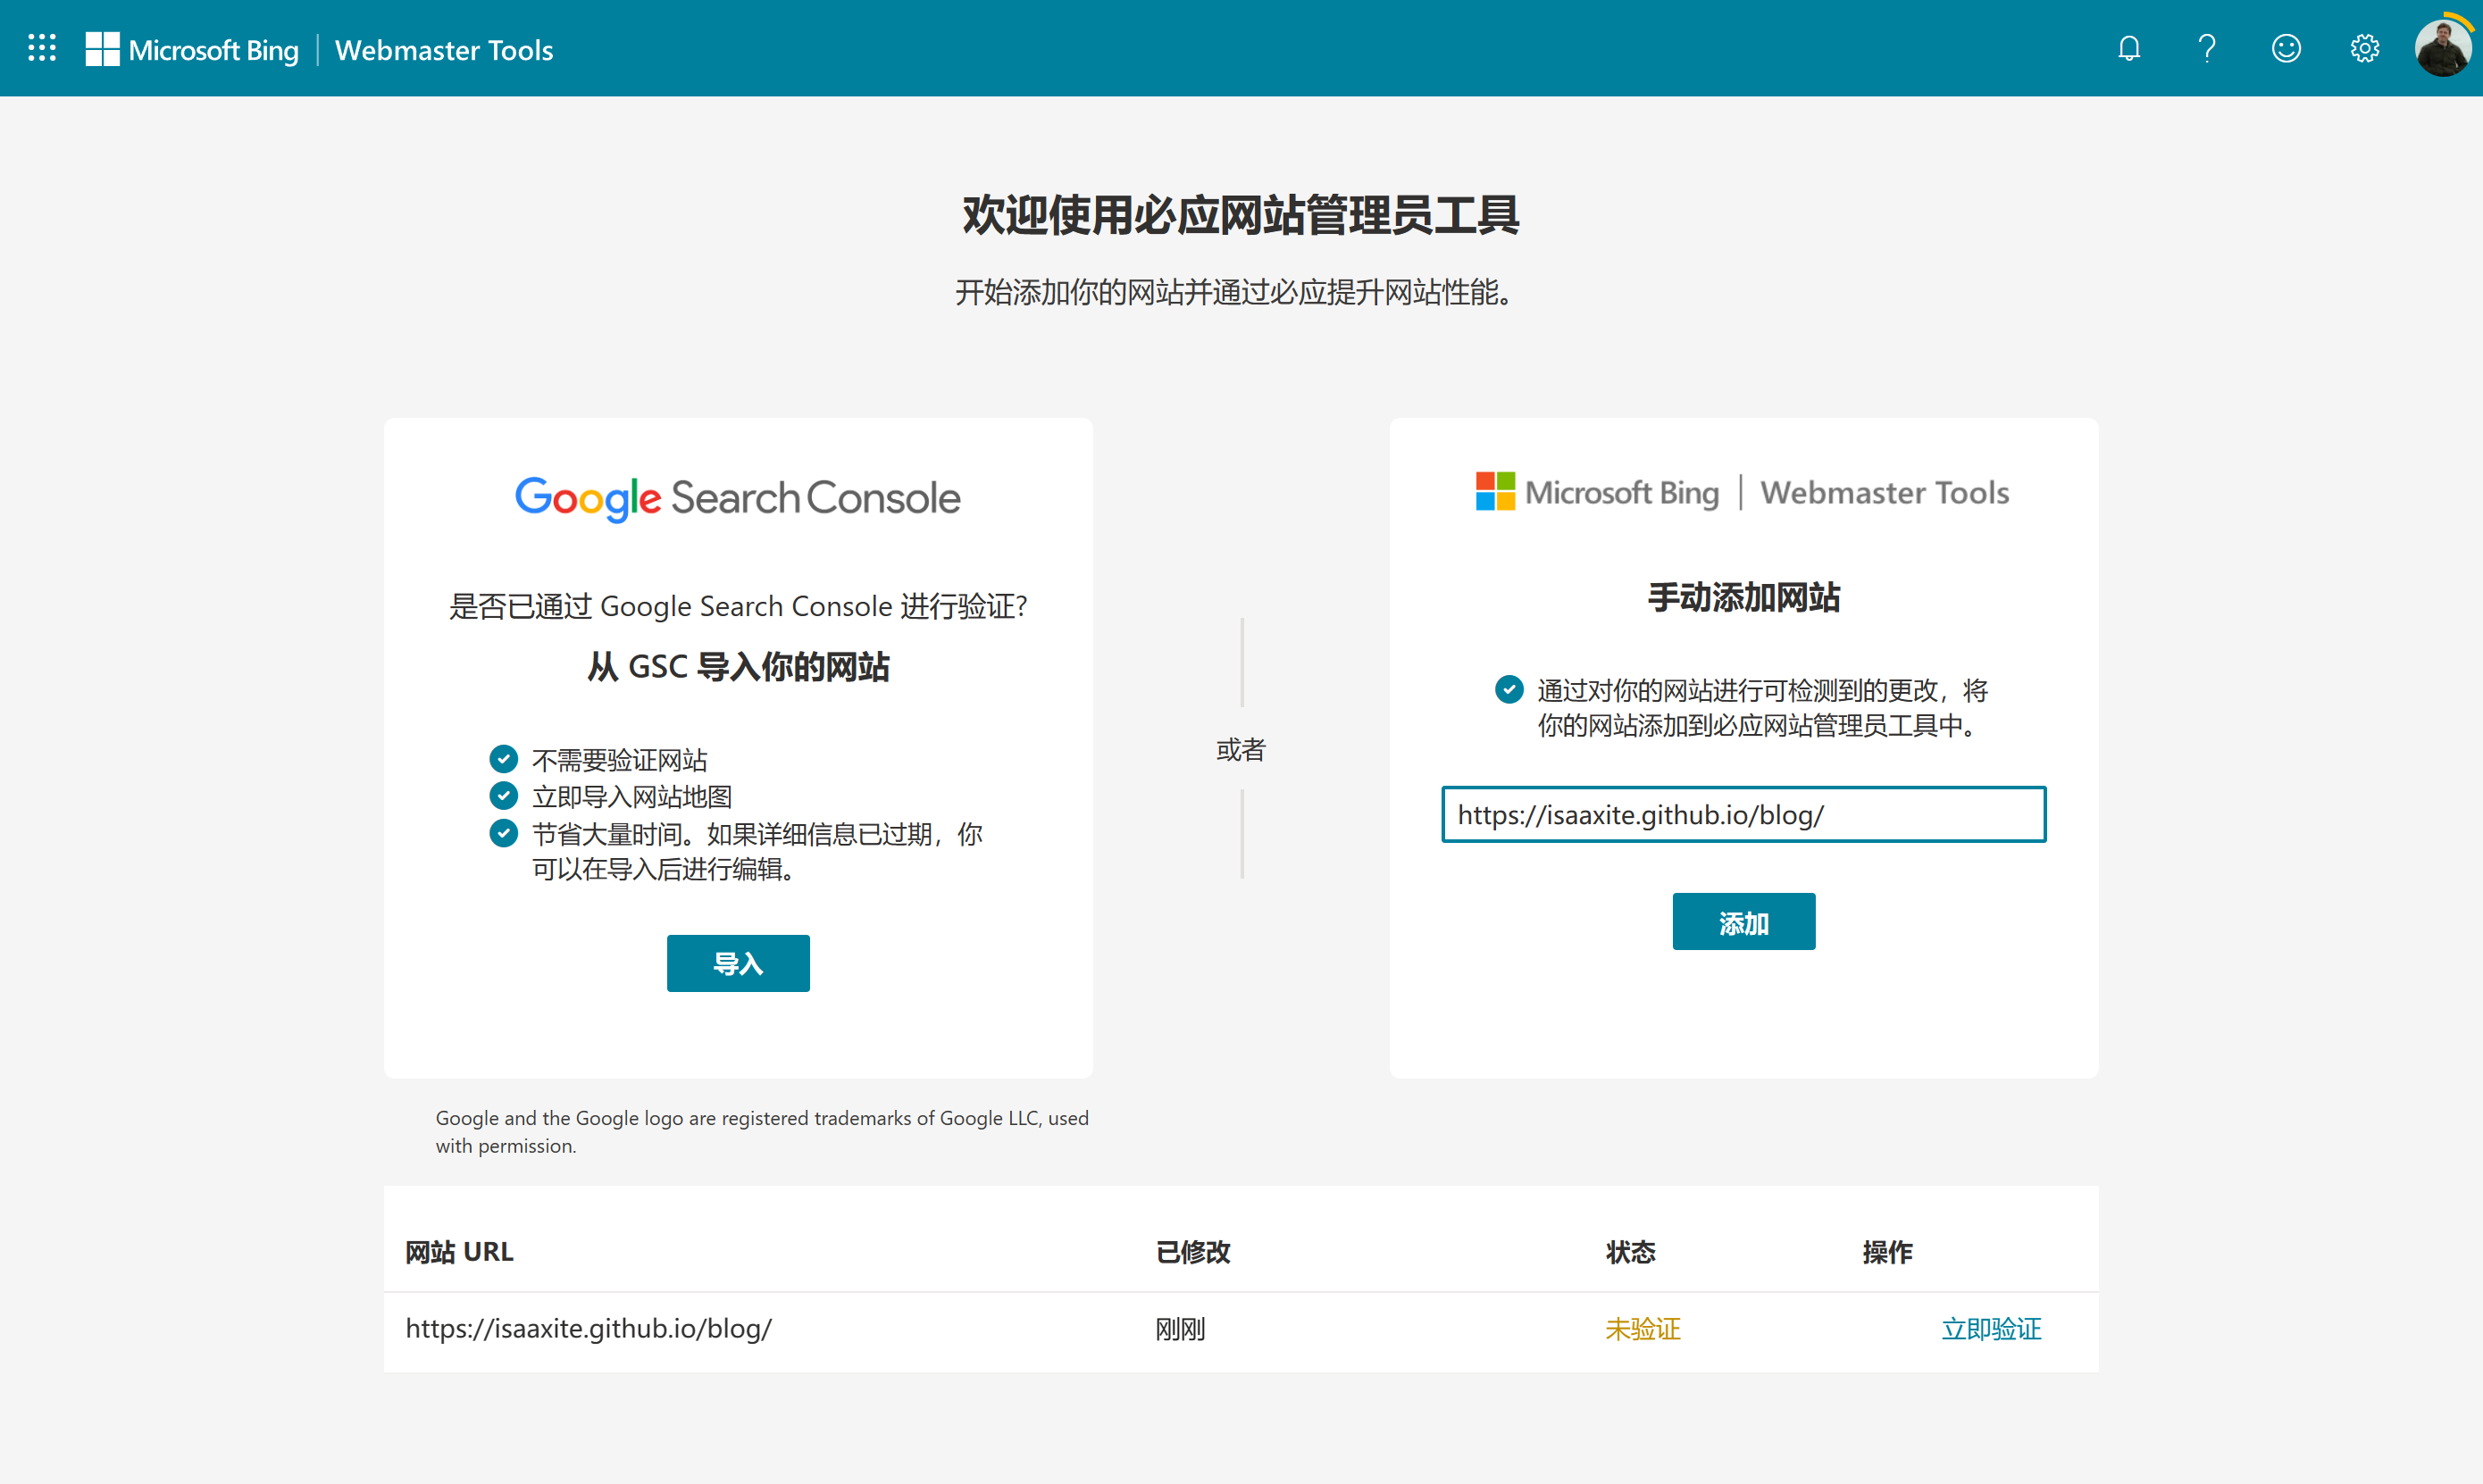 Microsoft Bing | Webmaster Tools
欢迎使用必应网站管理员工具
开始添加你的网站并通过必应提升网站性能。
Google Search Console
是否已通过 Google Search Console 进行验证?
从 GSC 导入你的网站
不需要验证网站
立即导入网站地图
节省大量时间。如果详细信息已过期，你
可以在导入后进行编辑。
导入
或者
Microsoft Bing | Webmaster Tools
手动添加网站
通过对你的网站进行可检测到的更改，将
你的网站添加到必应网站管理员工具中。
https://isaaxite.github.io/blog/
添加
Google and the Google logo are registered trademarks of Google LLC, used
with permission.
网站 URL 已修改 状态 操作
https://isaaxite.github.io/blog/ 刚刚 未验证 立即验证